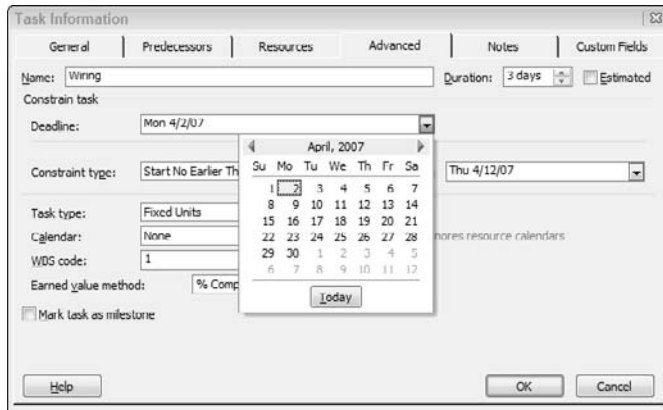 Task Information
General Predecessors Resources Advanced Notes Custom Fields
Name: Wiring Duration: 3 days Estimated
Constrain task
Deadline: Mon 4/2/07
April, 2007
Su Mo Tu We Th Fr Sa
Constraint type: Start No Earlier Th Thu 4/12/07
1 2 3 4 5 6 7
8 9 10 11 12 13 14
Task type: Fixed Units
15 16 17 18 19 20 21
Calendar: None
22 23 24 25 26 27 28
nores resource calendars
29 30 1 2 3 4 5
WBS code: 1
6 7 8 9 10 11 12
Earned value method: % Comp
Today
Mark task as milestone
Help OK Cancel